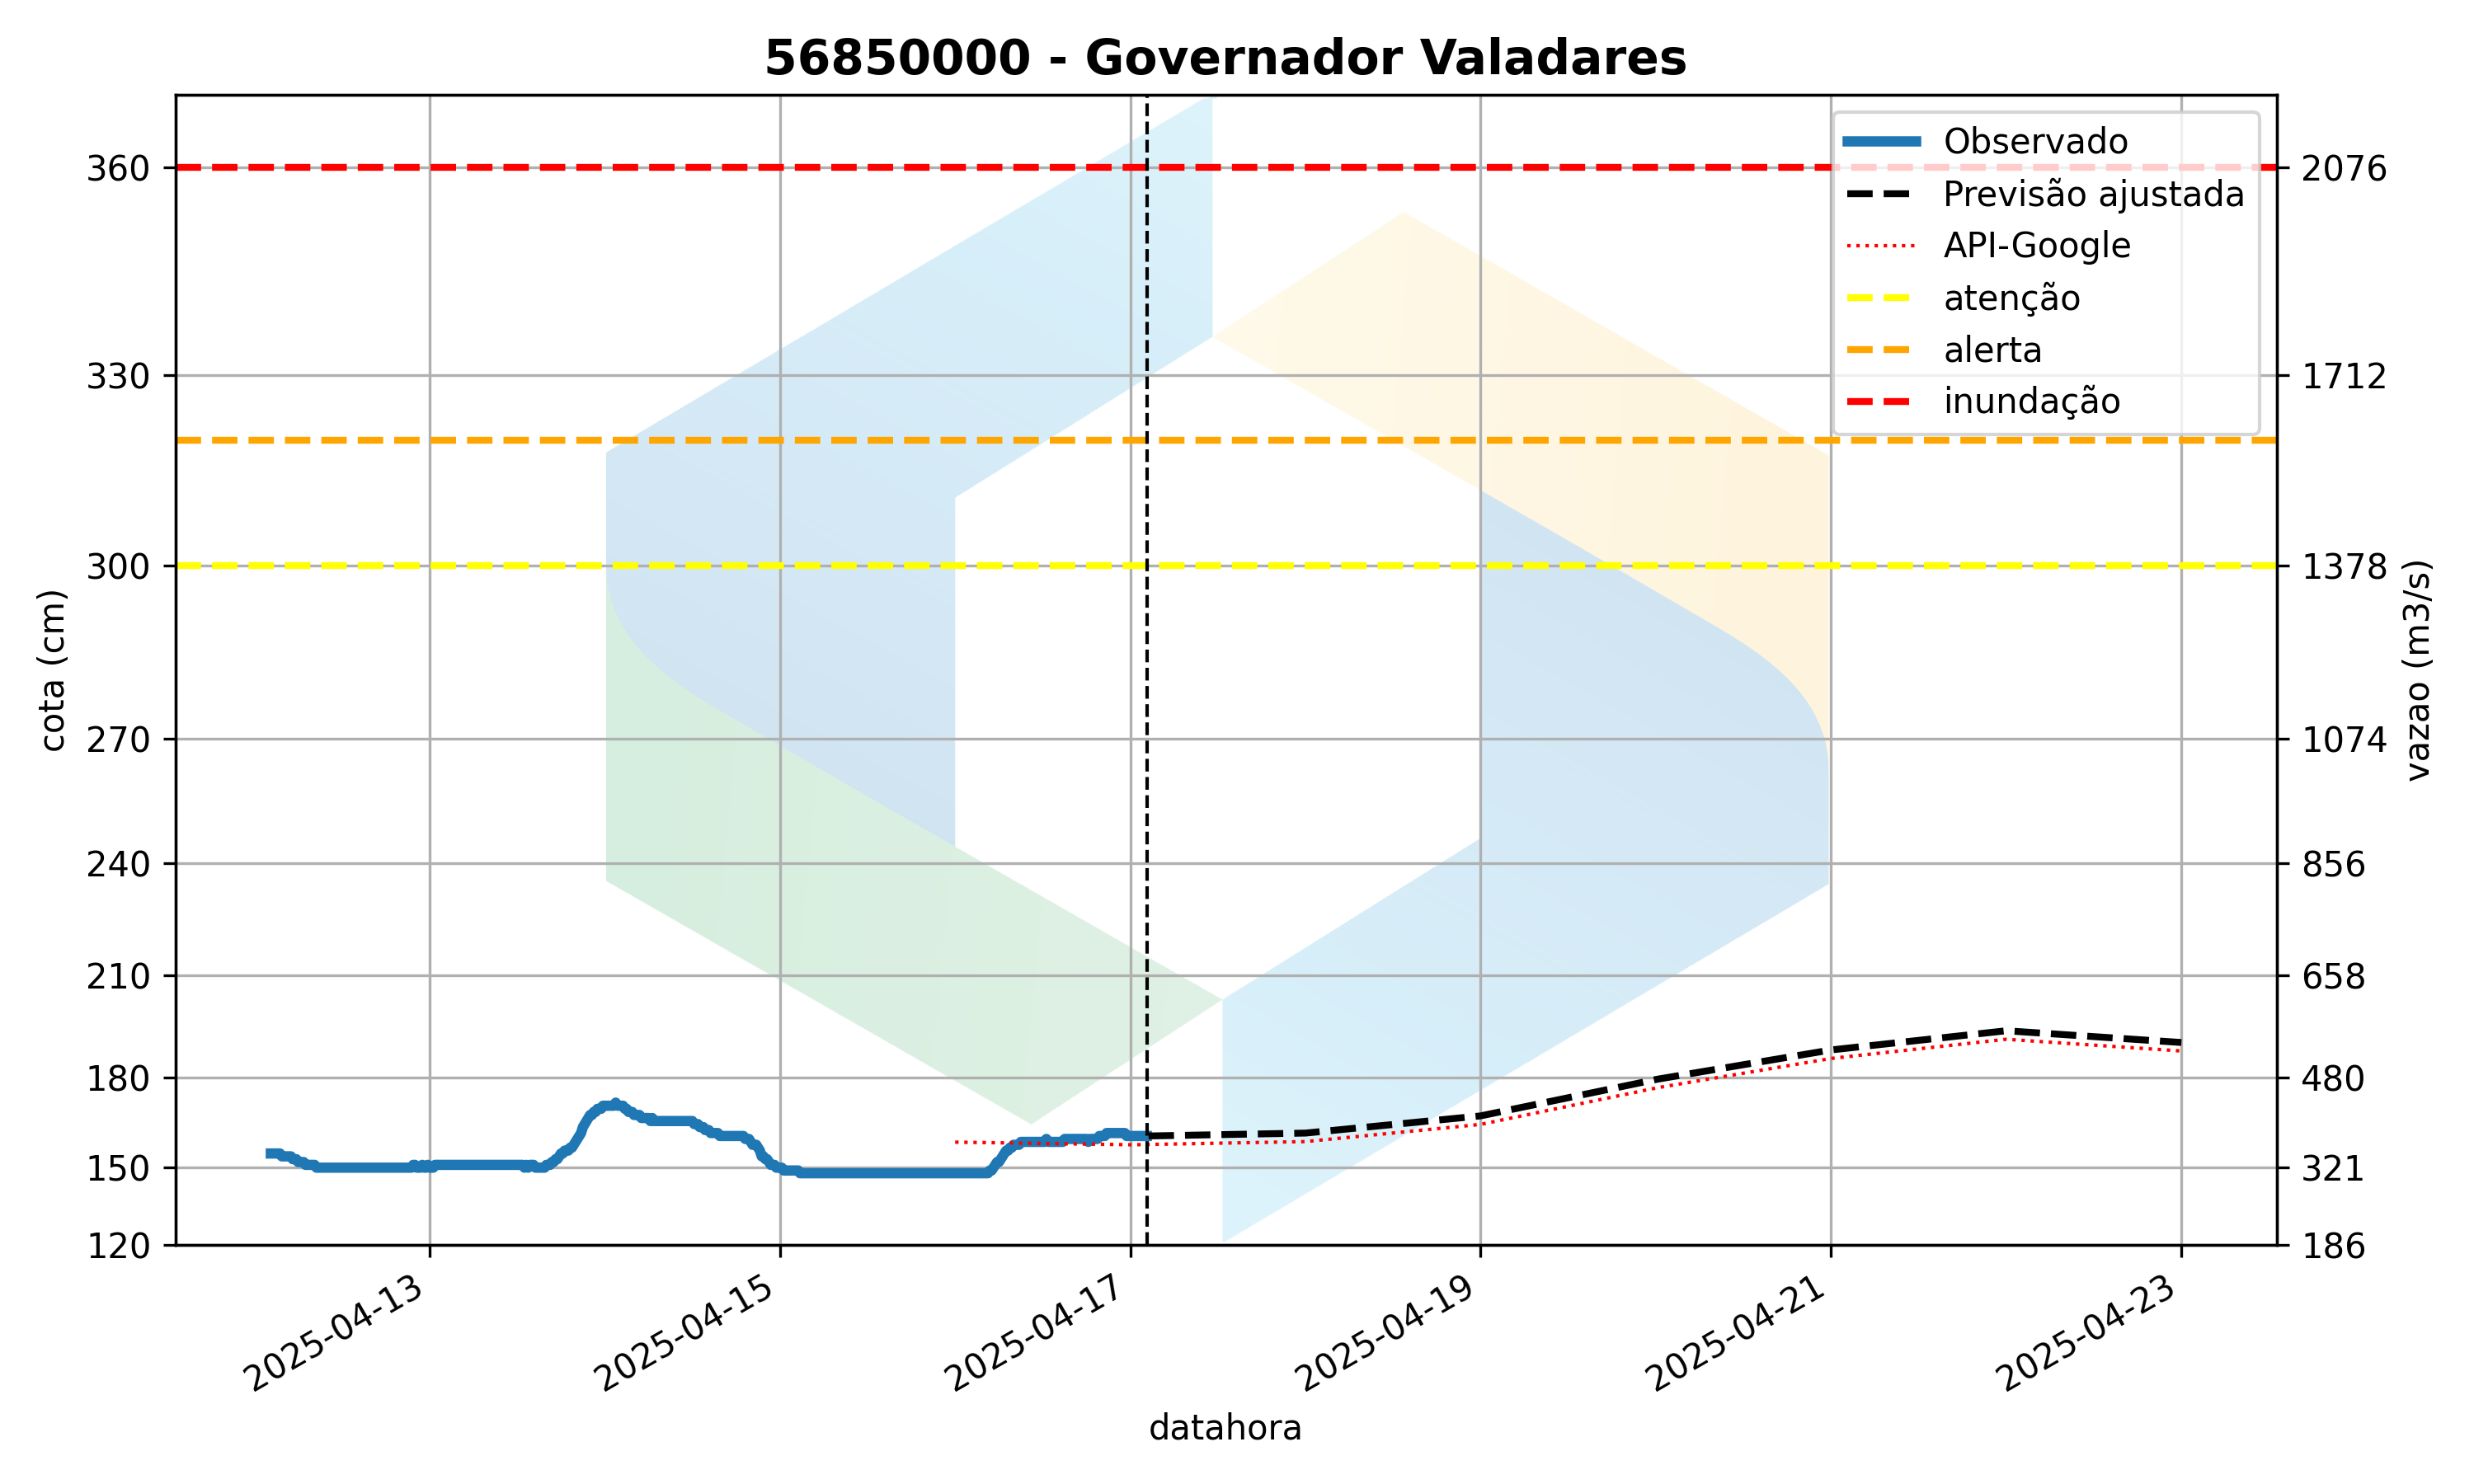 56850000 - Governador Valadares
Observado
Previsão ajustada
API-Google
atenção
alerta
inundação
cota (cm)
360
330
300
270
240
210
180
150
120
2076
1712
1378
1074
856
658
480
321
186
vazao (m3/s)
2025-04-13
2025-04-15
2025-04-17
2025-04-19
2025-04-21
2025-04-23
datahora